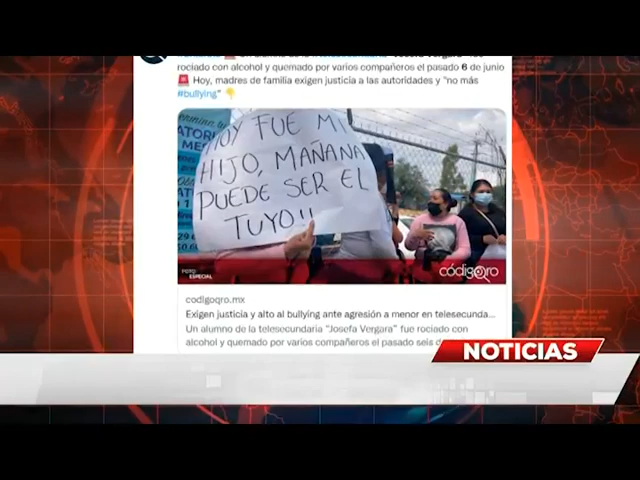 rociado con alcohol y quemado por varios compañeros el pasado 6 de junio
🚨 Hoy, madres de familia exigen justicia a las autoridades y "no más
#bullying" 👇
HOY FUE MI
HIJO, MAÑANA
PUEDE SER EL
TUYO!!
FOTO:
ESPECIAL
códigoqro
codigoqro.mx
Exigen justicia y alto al bullying ante agresión a menor en telesecunda...
Un alumno de la telesecundaria "Josefa Vergara" fue rociado con
alcohol y quemado por varios compañeros el pasado seis d
NOTICIAS